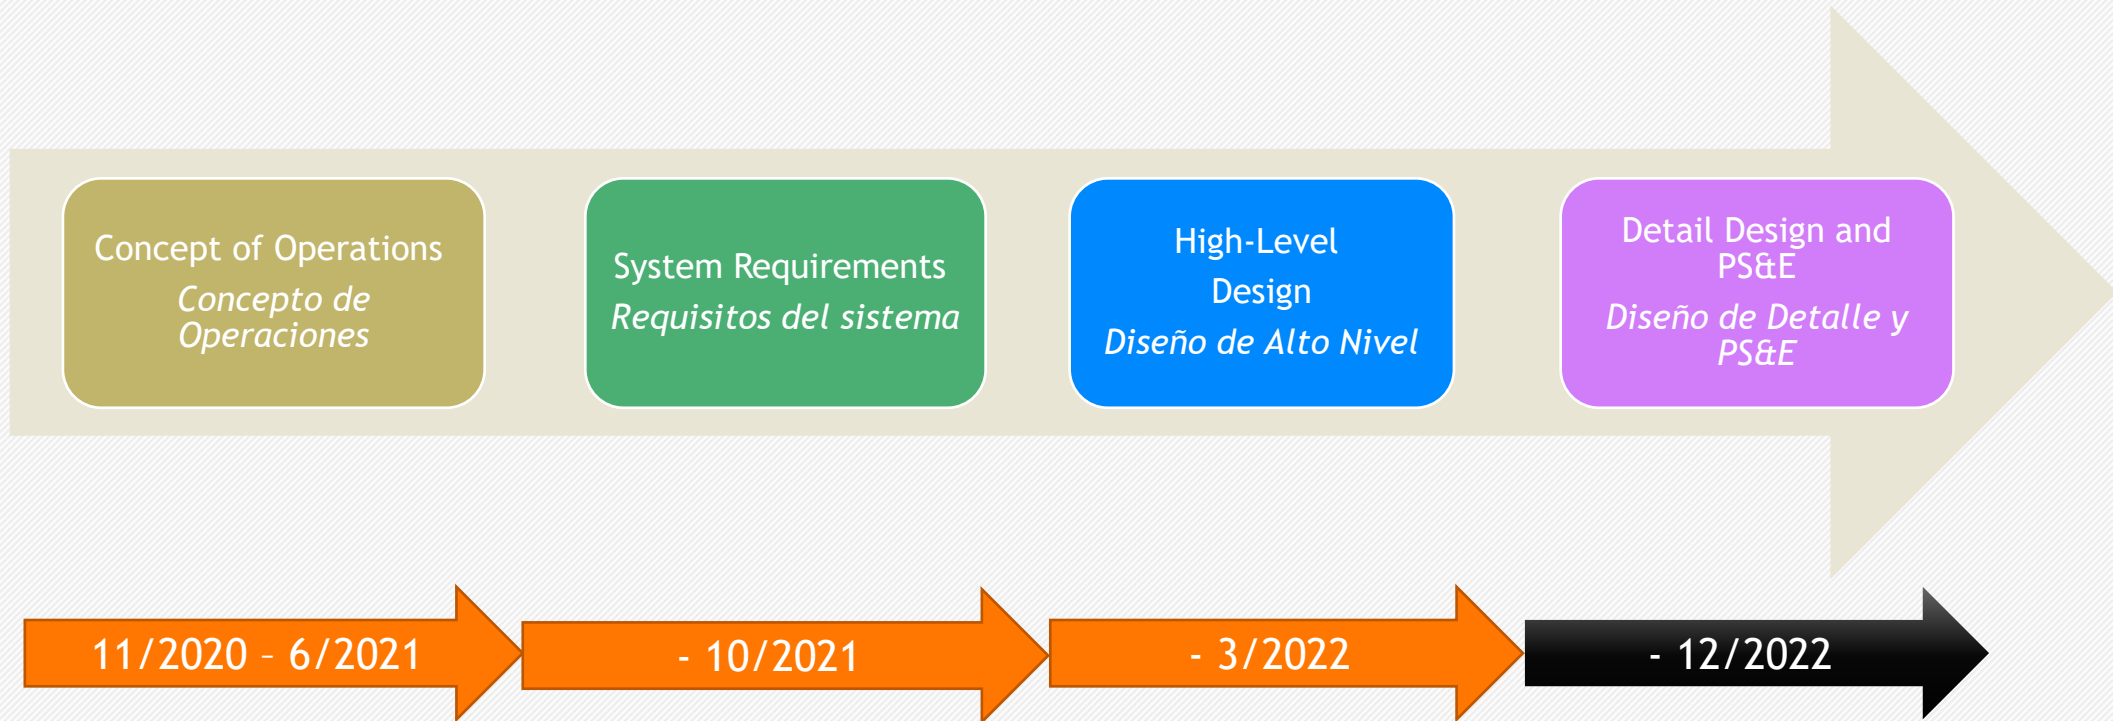 Concept of Operations
Concepto de
Operaciones
System Requirements
Requisitos del sistema
High-Level
Design
Diseño de Alto Nivel
Detail Design and
PS&E
Diseño de Detalle y
PS&E
11/2020 – 6/2021
- 10/2021
- 3/2022
- 12/2022